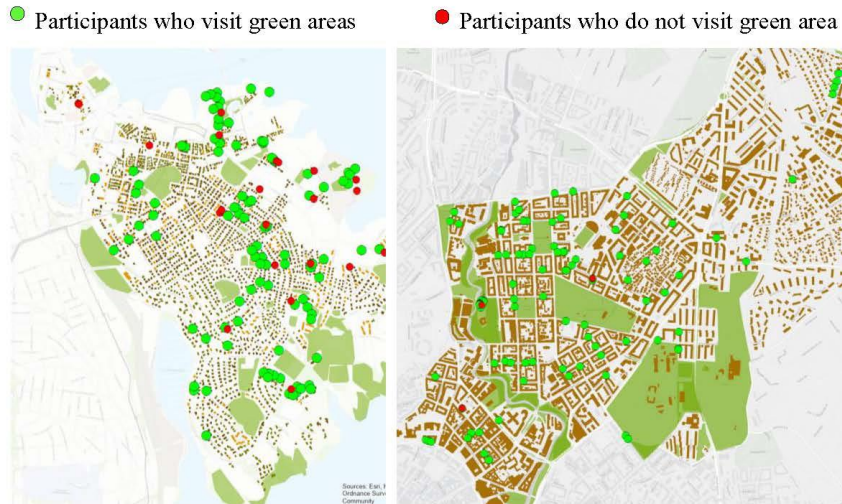 Participants who visit green areas
Participants who do not visit green area
Sources: Esri,
Ordnance Surv
Community